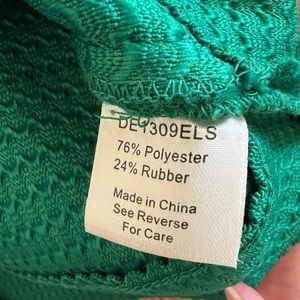 DE1309ELS
76% Polyester
24% Rubber
Made in China
See Reverse
For Care